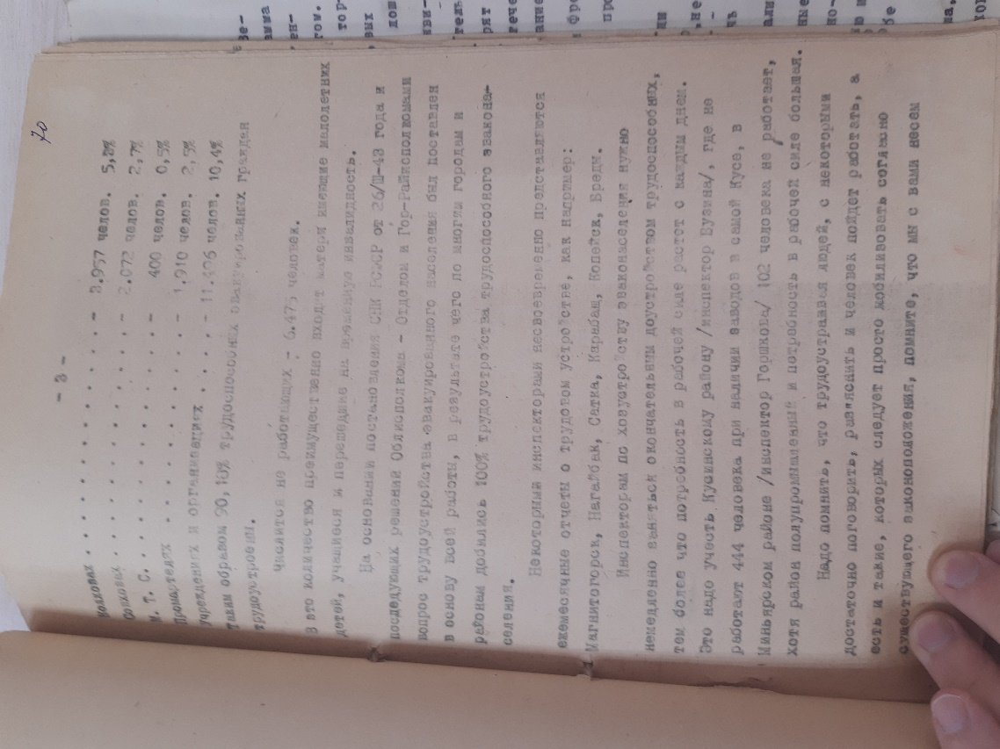 70
- 3 -
Колхозах . . . . . . . . . . . . - 3.957 челов. 5,8%
Совхозах . . . . . . . . . . . . - 2.072 челов. 2,7%
М. Т. С. . . . . . . . . . . . . - 400 челов. 0,5%
Промартелях . . . . . . . . . . - 1.910 челов. 2,5%
Учреждениях и организациях . . . . - 11.426 челов. 10,4%
Таким образом 90,10% трудоспособных эвакуированных граждан
трудоустроены.
Числится не работающих - 6.47 человек.
В это количество преимущественно входят матери имеющие малолетних
детей, учащиеся и перешедшие на временную инвалидность.
На основании постановления СНК РСФСР от 26/Ш-43 года и
последующих решений Облисполкома - Отделом и Гор-Райисполкомами
вопрос трудоустройства эвакуированного населения был поставлен
в основу всей работы, в результате чего по многим городам и
районам добились 100% трудоустройства трудоспособного эвакона-
селения.
Некоторыми инспекторами несвоевременно представляются
ежемесячные отчеты о трудовом устройстве, как например:
Магнитогорск, Нагайбак, Сатка, Карабаш, Копейск, Бреды.
Инспекторам по хозустройству эваконаселения нужно
немедленно заняться окончательным доустройством трудоспособных,
тем более что потребность в рабочей силе растет с каждым днем.
Это надо учесть Кусинскому району /инспектор Бузина/, где не
работают 444 человека при наличии заводов в самой Кусе, в
Миньярском районе /инспектор Горшкова/ 102 человека не работает,
хотя район полупромышленный и потребность в рабочей силе большая.
Надо помнить, что трудоустраивая людей, с некоторыми
достаточно поговорить, раз"яснить и человек пойдет работать, а
есть и такие, которых следует просто мобилизовать согласно
существующего законоположения, помните, что мы с вами несем